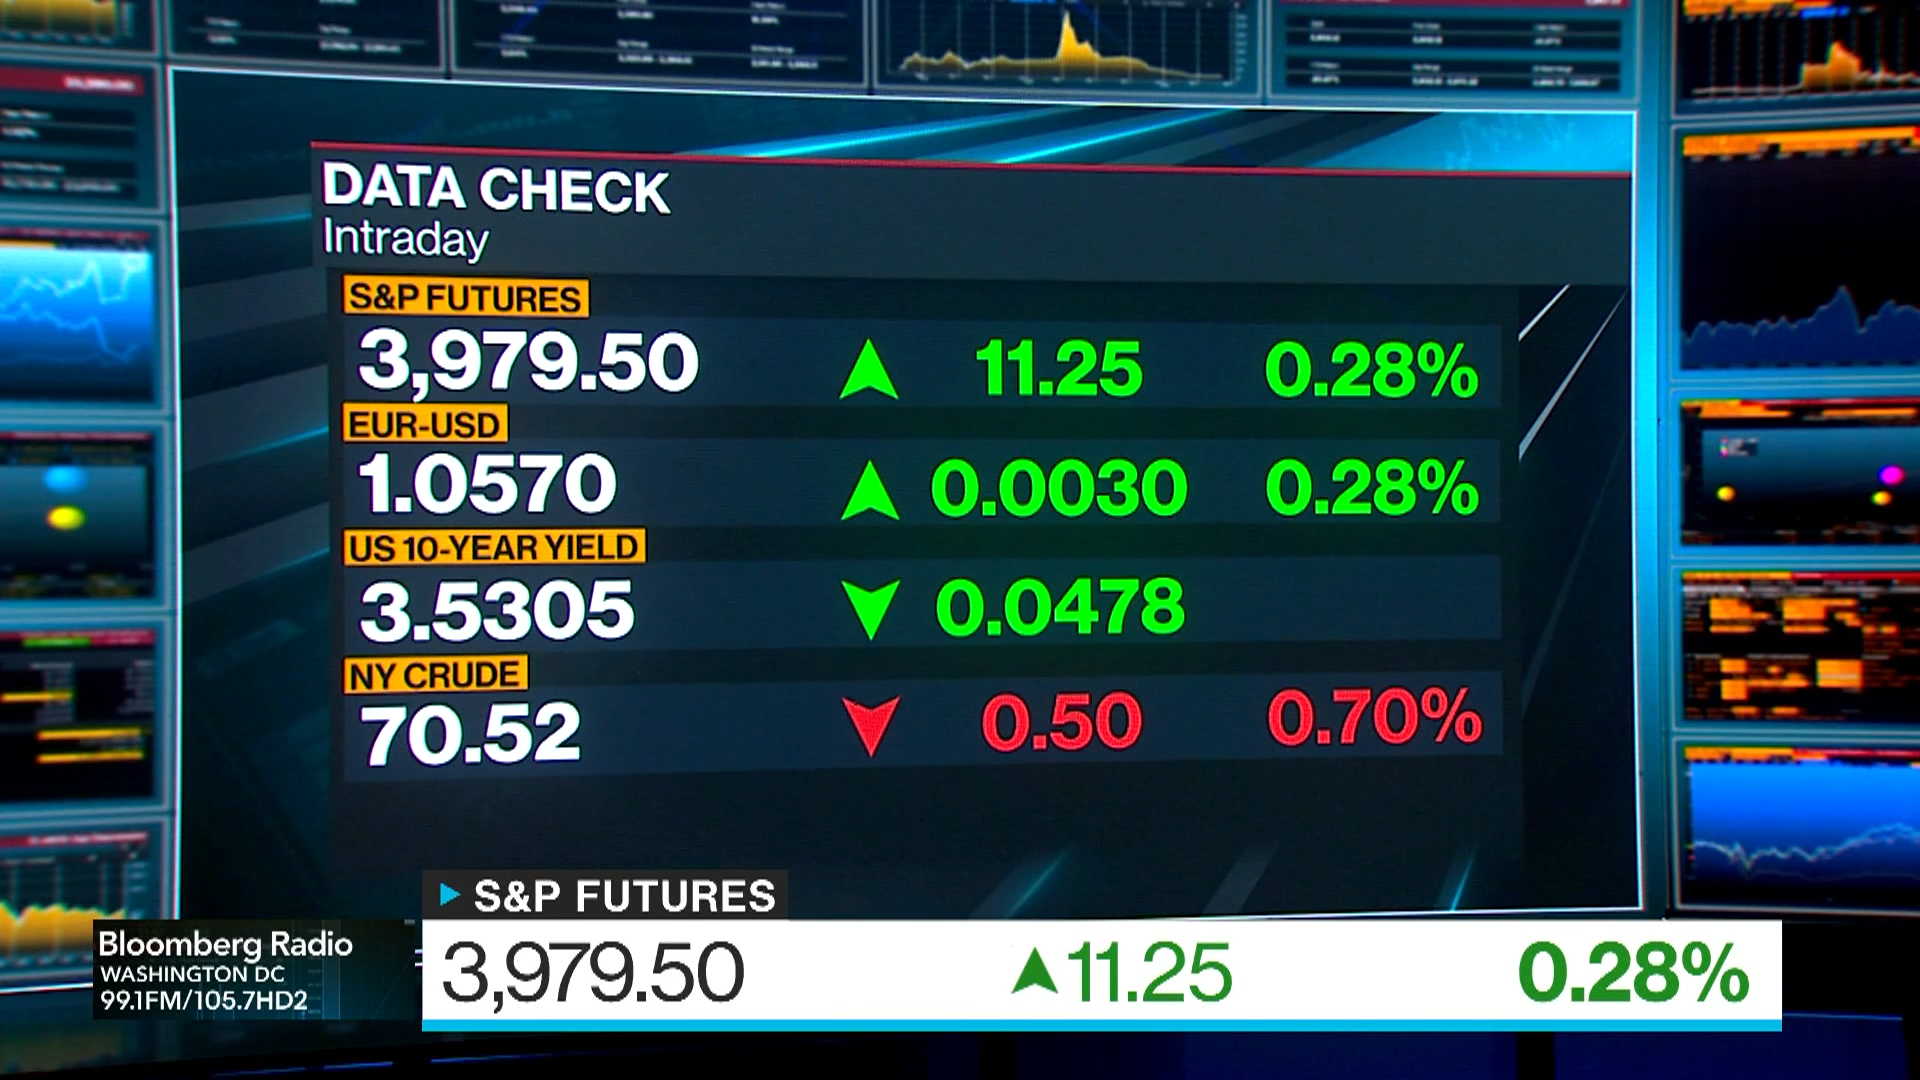 DATA CHECK
Intraday
S&P FUTURES
3,979.50 ▲ 11.25 0.28%
EUR-USD
1.0570 ▲ 0.0030 0.28%
US 10-YEAR YIELD
3.5305 ▼ 0.0478
NY CRUDE
70.52 ▼ 0.50 0.70%
S&P FUTURES
3,979.50 ▲ 11.25 0.28%
Bloomberg Radio
WASHINGTON DC
99.1FM/105.7HD2